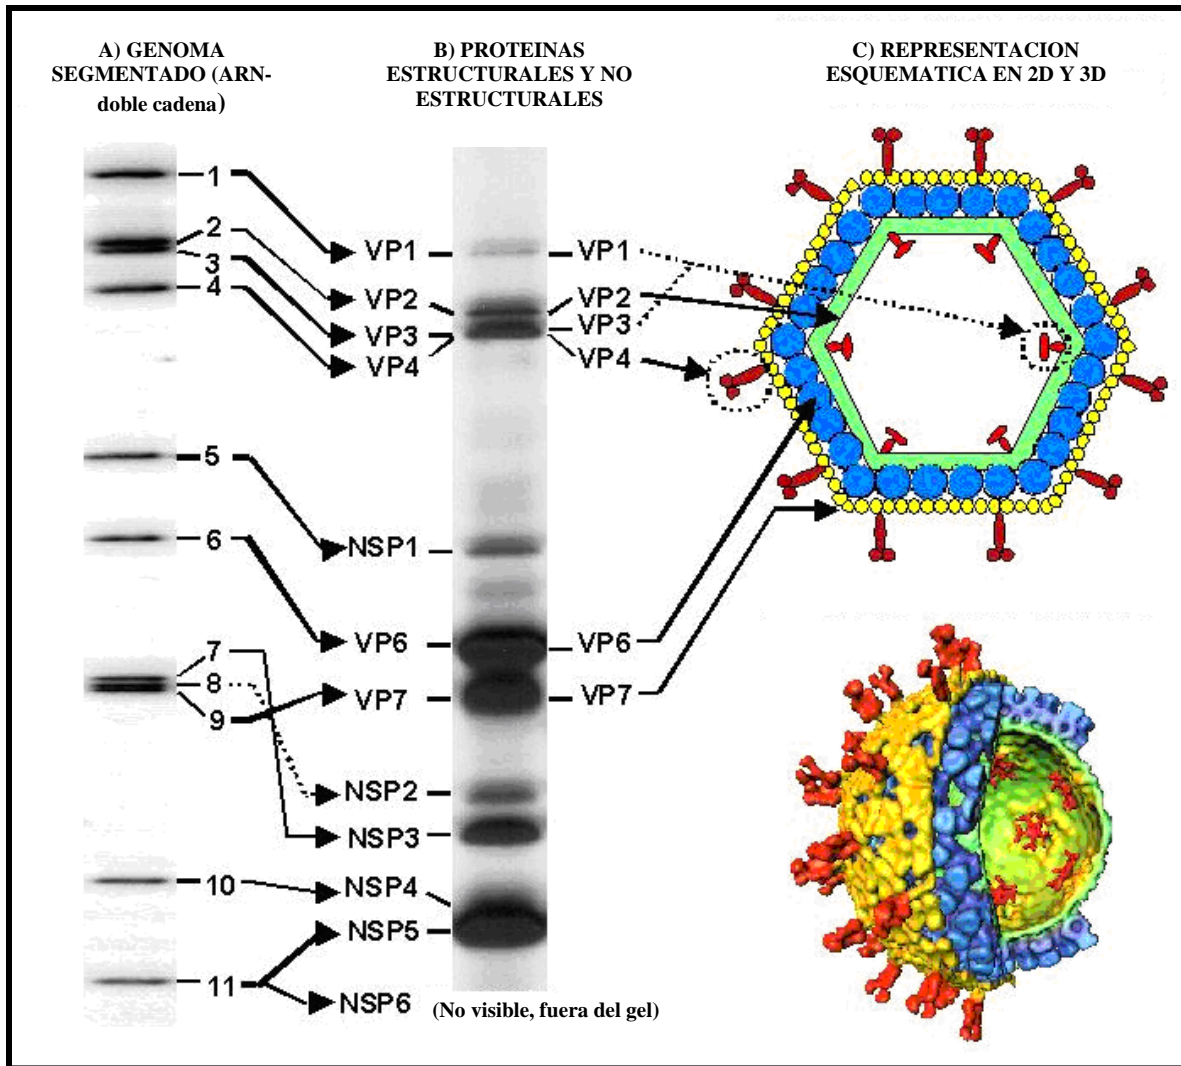 A) GENOMA
SEGMENTADO (ARN-
doble cadena)
B) PROTEINAS
ESTRUCTURALES Y NO
ESTRUCTURALES
C) REPRESENTACION
ESQUEMATICA EN 2D Y 3D
1
2
3
4
5
6
7
8
9
10
11
VP1
VP2
VP3
VP4
NSP1
VP6
VP7
NSP2
NSP3
NSP4
NSP5
NSP6
(No visible, fuera del gel)
VP1
VP2
VP3
VP4
VP6
VP7